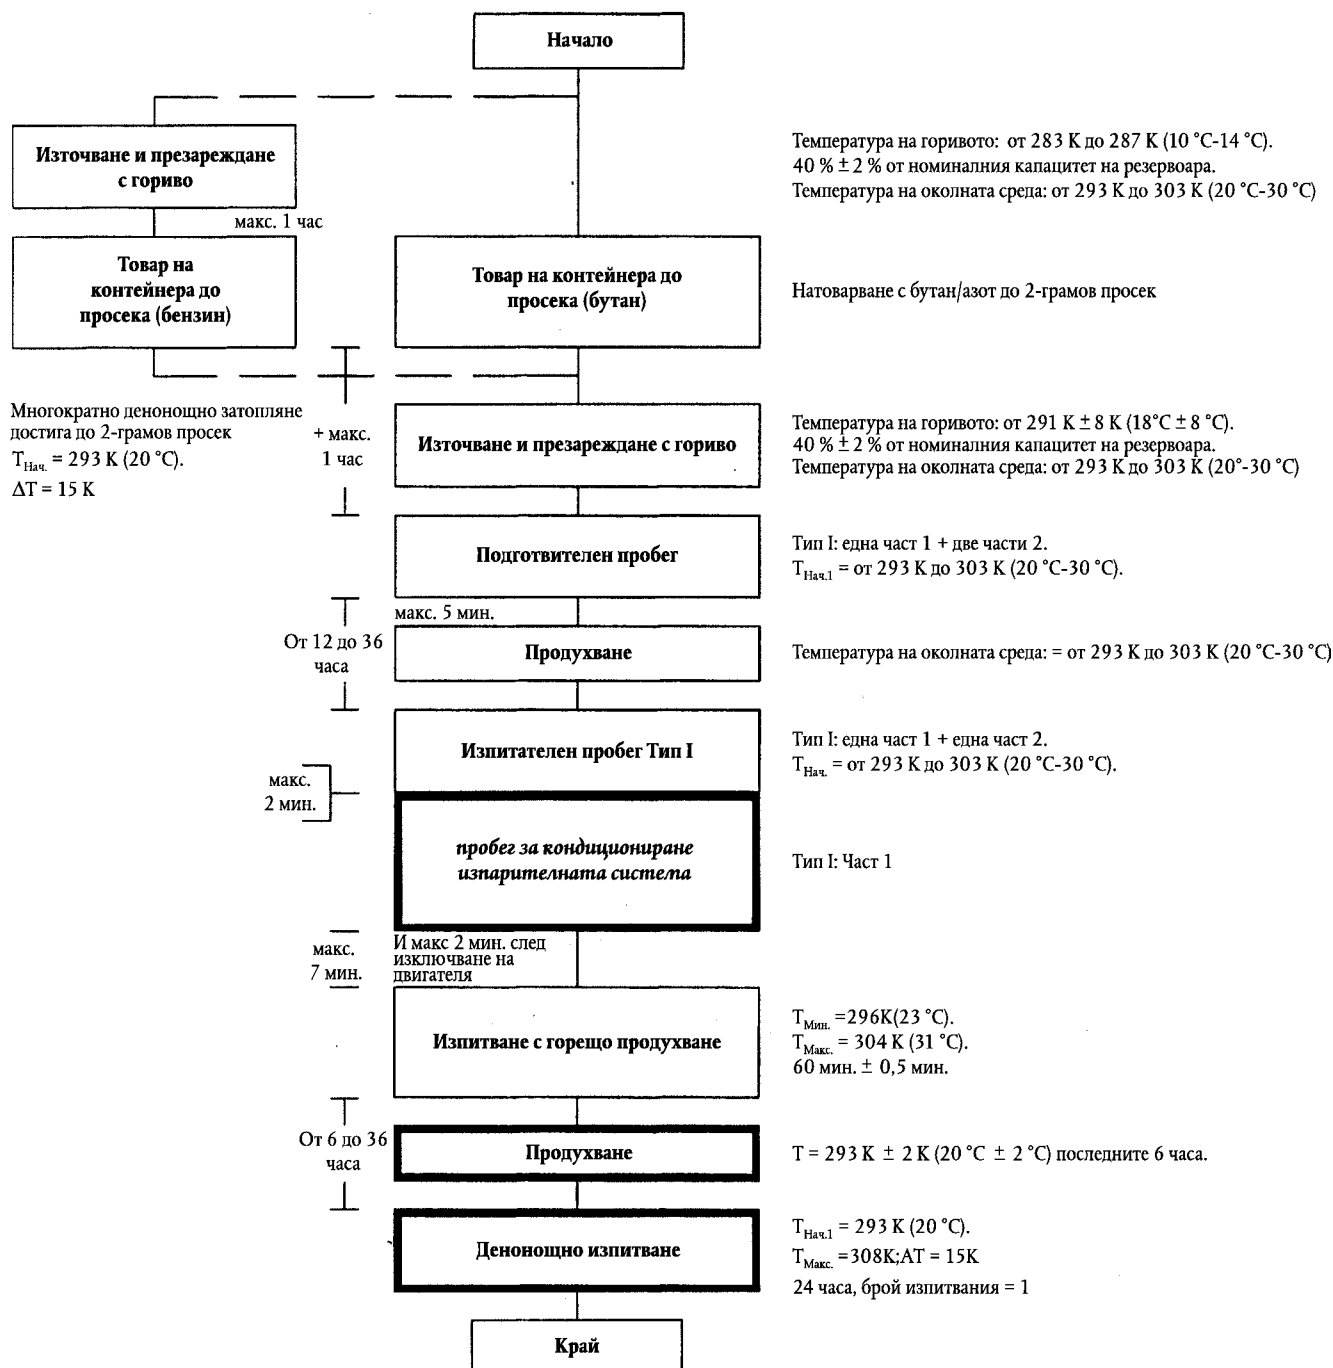 Начало
Източване и презареждане
с гориво
Температура на горивото: от 283 K до 287 K (10 °C-14 °C).
40 % ± 2 % от номиналния капацитет на резервоара.
Температура на околната среда: от 293 K до 303 K (20 °C-30 °C)
макс. 1 час
Товар на
контейнера до
просека (бензин)
Товар на контейнера до
просека (бутан)
Натоварване с бутан/азот до 2-грамов просек
Многократно денонощно затопляне
достига до 2-грамов просек
T Нач. = 293 K (20 °C).
ΔT = 15 K
+ макс.
1 час
Източване и презареждане с гориво
Температура на горивото: от 291 K ± 8 K (18°C ± 8 °C).
40 % ± 2 % от номиналния капацитет на резервоара.
Температура на околната среда: от 293 K до 303 K (20°-30 °C)
Подготвителен пробег
Тип I: една част 1 + две части 2.
T Нач.1 = от 293 K до 303 K (20 °C-30 °C).
макс. 5 мин.
От 12 до 36
часа
Продухване
Температура на околната среда: = от 293 K до 303 K (20 °C-30 °C)
Изпитателен пробег Тип I
Тип I: една част 1 + една част 2.
T Нач. = от 293 K до 303 K (20 °C-30 °C).
макс.
2 мин.
пробег за кондициониране
изпарителната система
Тип I: Част 1
макс.
7 мин.
И макс 2 мин. след
изключване на
двигателя
Изпитване с горещо продухване
T Мин. =296K(23 °C).
T Макс. = 304 K (31 °C).
60 мин. ± 0,5 мин.
От 6 до 36
часа
Продухване
T = 293 K ± 2 K (20 °C ± 2 °C) последните 6 часа.
Денонощно изпитване
T Нач.1 = 293 K (20 °C).
T Макс. =308K;AT = 15K
24 часа, брой изпитвания = 1
Край